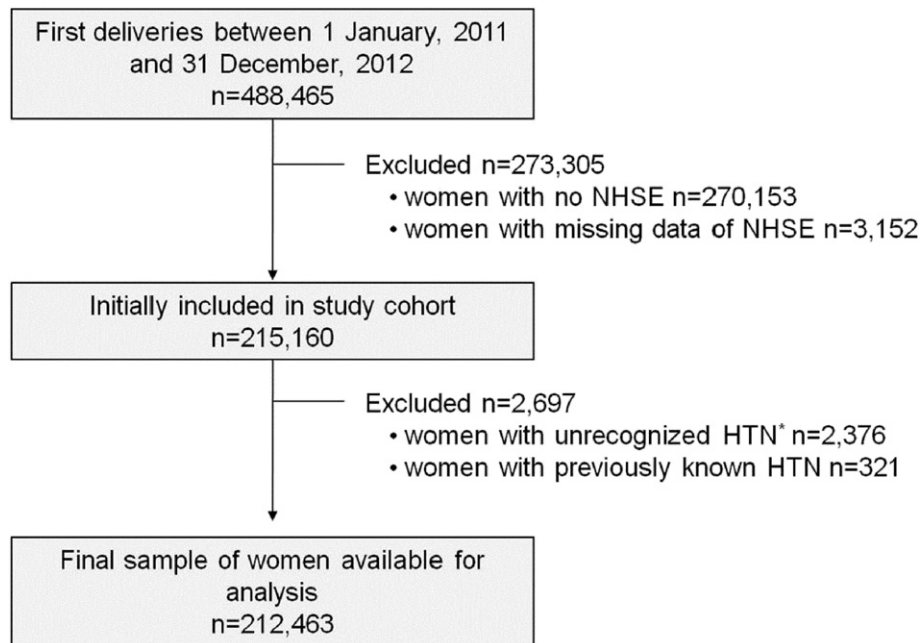 First deliveries between 1 January, 2011
and 31 December, 2012
n=488,465
Excluded n=273,305
• women with no NHSE n=270,153
• women with missing data of NHSE n=3,152
Initially included in study cohort
n=215,160
Excluded n=2,697
• women with unrecognized HTN* n=2,376
• women with previously known HTN n=321
Final sample of women available for
analysis
n=212,463